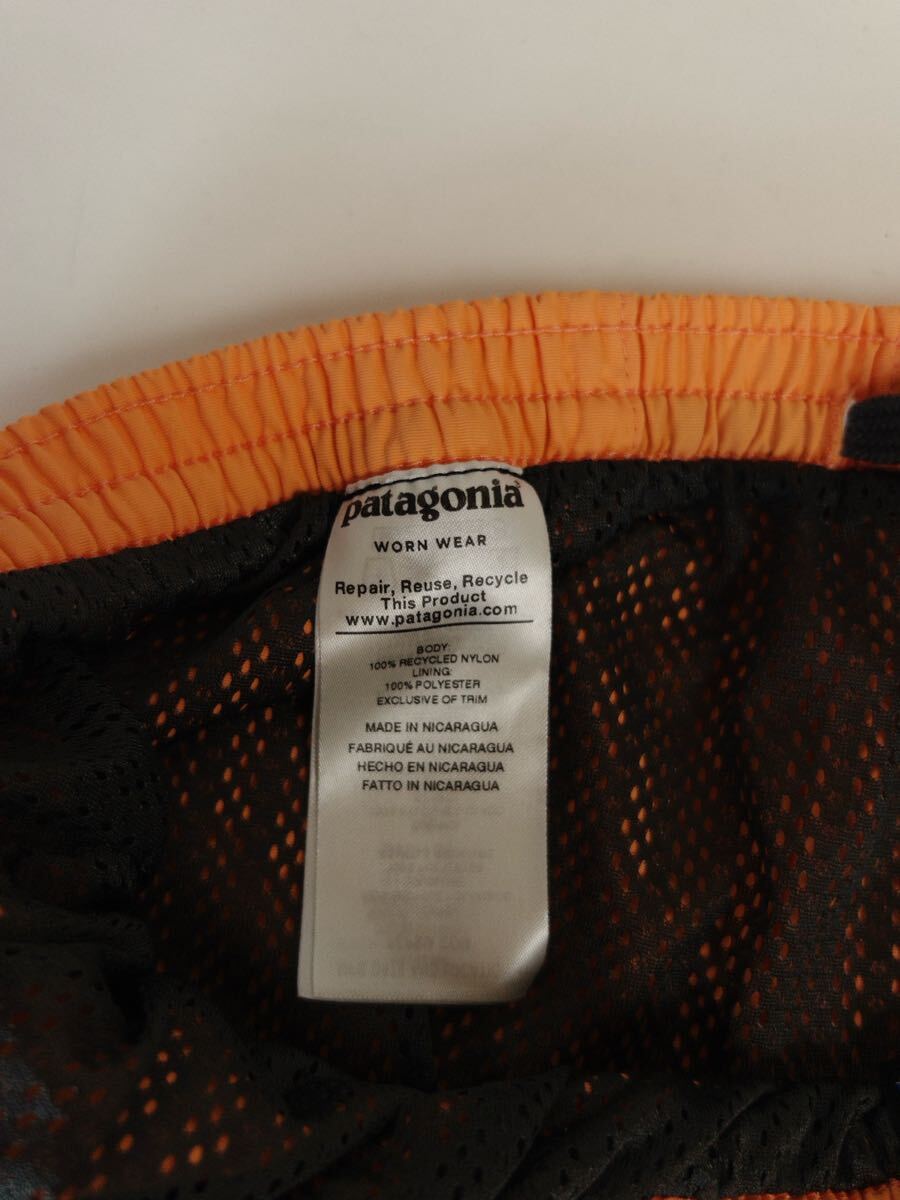 patagonia
WORN WEAR
Repair, Reuse, Recycle
This Product
www.patagonia.com
BODY:
100% RECYCLED NYLON
LINING:
100% POLYESTER
EXCLUSIVE OF TRIM
MADE IN NICARAGUA
FABRIQUÉ AU NICARAGUA
HECHO EN NICARAGUA
FATTO IN NICARAGUA